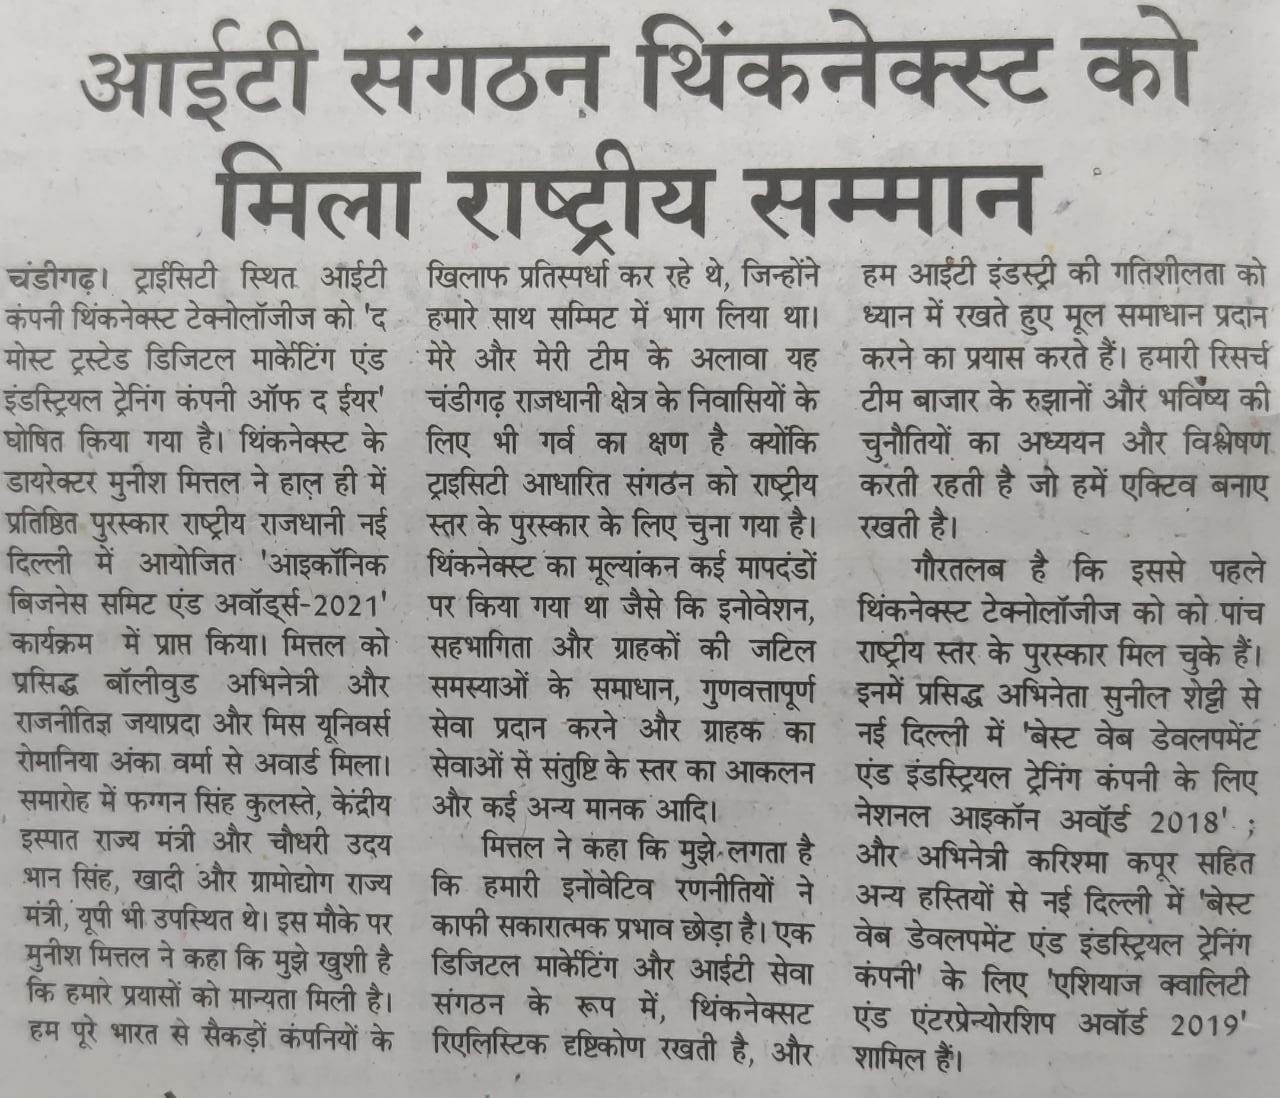 आईटी संगठन थिंकनेक्स्ट को
मिला राष्ट्रीय सम्मान
चंडीगढ़। ट्राईसिटी स्थित आईटी
कंपनी थिंकनेक्स्ट टेक्नोलॉजीज को 'द
मोस्ट ट्रस्टेड डिजिटल मार्केटिंग एंड
इंडस्ट्रियल ट्रेनिंग कंपनी ऑफ द ईयर'
घोषित किया गया है। थिंकनेक्स्ट के
डायरेक्टर मुनीश मित्तल ने हाल ही में
प्रतिष्ठित पुरस्कार राष्ट्रीय राजधानी नई
दिल्ली में आयोजित 'आइकॉनिक
बिजनेस समिट एंड अवॉर्ड्स-2021'
कार्यक्रम में प्राप्त किया। मित्तल को
प्रसिद्ध बॉलीवुड अभिनेत्री और
राजनीतिज्ञ जयाप्रदा और मिस यूनिवर्स
रोमानिया अंका वर्मा से अवार्ड मिला।
समारोह में फग्गन सिंह कुलस्ते, केंद्रीय
इस्पात राज्य मंत्री और चौधरी उदय
भान सिंह, खादी और ग्रामोद्योग राज्य
मंत्री, यूपी भी उपस्थित थे। इस मौके पर
मुनीश मित्तल ने कहा कि मुझे खुशी है
कि हमारे प्रयासों को मान्यता मिली है।
हम पूरे भारत से सैकड़ों कंपनियों के
खिलाफ प्रतिस्पर्धा कर रहे थे, जिन्होंने
हमारे साथ सम्मिट में भाग लिया था।
मेरे और मेरी टीम के अलावा यह
चंडीगढ़ राजधानी क्षेत्र के निवासियों के
लिए भी गर्व का क्षण है क्योंकि
ट्राइसिटी आधारित संगठन को राष्ट्रीय
स्तर के पुरस्कार के लिए चुना गया है।
थिंकनेक्स्ट का मूल्यांकन कई मापदंडों
पर किया गया था जैसे कि इनोवेशन,
सहभागिता और ग्राहकों की जटिल
समस्याओं के समाधान, गुणवत्तापूर्ण
सेवा प्रदान करने और ग्राहक का
सेवाओं से संतुष्टि के स्तर का आकलन
और कई अन्य मानक आदि।
मित्तल ने कहा कि मुझे लगता है
कि हमारी इनोवेटिव रणनीतियों ने
काफी सकारात्मक प्रभाव छोड़ा है। एक
डिजिटल मार्केटिंग और आईटी सेवा
संगठन के रूप में, थिंकनेक्सट
रिएलिस्टिक दृष्टिकोण रखती है, और
हम आईटी इंडस्ट्री की गतिशीलता को
ध्यान में रखते हुए मूल समाधान प्रदान
करने का प्रयास करते हैं। हमारी रिसर्च
टीम बाजार के रुझानों और भविष्य की
चुनौतियों का अध्ययन और विश्लेषण
करती रहती है जो हमें एक्टिव बनाए
रखती है।
गौरतलब है कि इससे पहले
थिंकनेक्स्ट टेक्नोलॉजीज को को पांच
राष्ट्रीय स्तर के पुरस्कार मिल चुके हैं।
इनमें प्रसिद्ध अभिनेता सुनील शेट्टी से
नई दिल्ली में 'बेस्ट वेब डेवलपमेंट
एंड इंडस्ट्रियल ट्रेनिंग कंपनी के लिए
नेशनल आइकॉन अवॉर्ड 2018' ;
और अभिनेत्री करिश्मा कपूर सहित
अन्य हस्तियों से नई दिल्ली में 'बेस्ट
वेब डेवलपमेंट एंड इंडस्ट्रियल ट्रेनिंग
कंपनी' के लिए 'एशियाज क्वालिटी
एंड एंटरप्रेन्योरशिप अवॉर्ड 2019'
शामिल हैं।